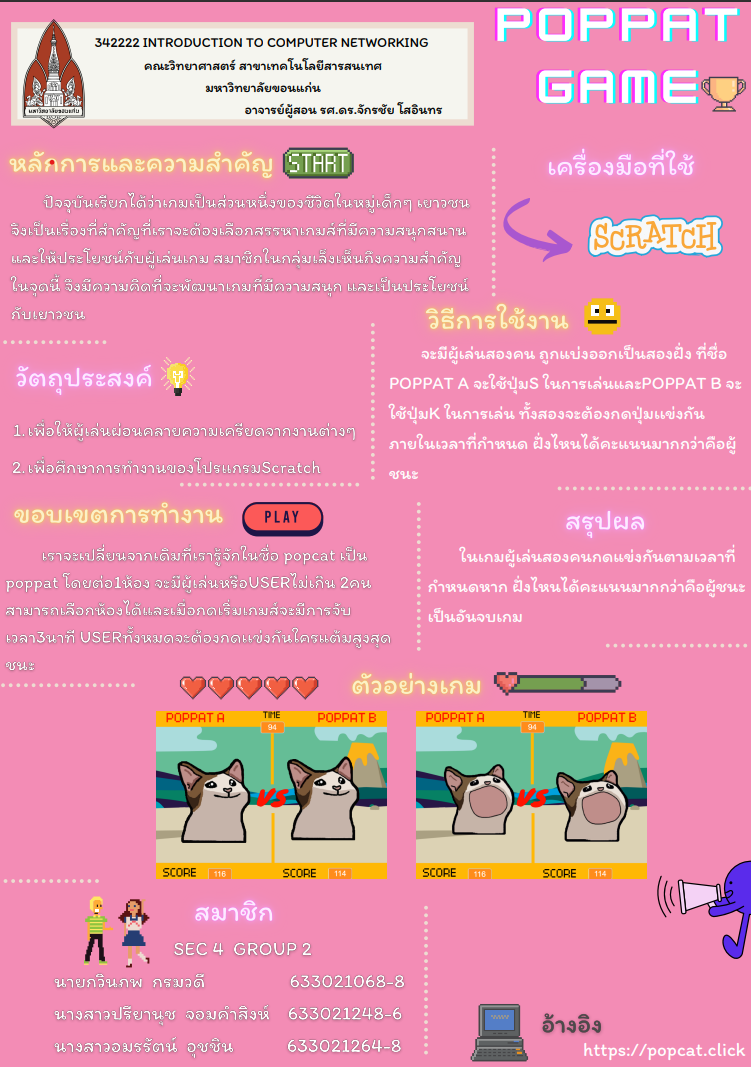 342222 INTRODUCTION TO COMPUTER NETWORKING
คณะวิทยาศาสตร์ สาขาเทคโนโลยีสารสนเทศ
มหาวิทยาลัยขอนแก่น
อาจารย์ผู้สอน รศ.ดร.จักรชัย โสอินทร
มหาวิทยาลัยขอนแก่น
POPPAT
GAME
หลักการและความสำคัญ
START
ปัจจุบันเรียกได้ว่าเกมเป็นส่วนหนึ่งของชีวิตในหมู่เด็กๆ เยาวชน
จึงเป็นเรื่องที่สำคัญที่เราจะต้องเลือกสรรหาเกมส์ที่มีความสนุกสนาน
และให้ประโยชน์กับผู้เล่นเกม สมาชิกในกลุ่มเล็งเห็นถึงความสำคัญ
ในจุดนี้ จึงมีความคิดที่จะพัฒนาเกมที่มีความสนุก และเป็นประโยชน์
กับเยาวชน
เครื่องมือที่ใช้
SCRATCH
วัตถุประสงค์
1. เพื่อให้ผู้เล่นผ่อนคลายความเครียดจากงานต่างๆ
2. เพื่อศึกษาการทำงานของโปรแกรมScratch
วิธีการใช้งาน
จะมีผู้เล่นสองคน ถูกแบ่งออกเป็นสองฝั่ง ที่ชื่อ
POPPAT A จะใช้ปุ่มS ในการเล่นและPOPPAT B จะ
ใช้ปุ่มK ในการเล่น ทั้งสองจะต้องกดปุ่มแข่งกัน
ภายในเวลาที่กำหนด ฝั่งไหนได้คะแนนมากกว่าคือผู้
ชนะ
ขอบเขตการทำงาน
PLAY
เราจะเปลี่ยนจากเดิมที่เรารู้จักในชื่อ popcat เป็น
poppat โดยต่อ1ห้อง จะมีผู้เล่นหรือUSERไม่เกิน 2คน
สามารถเลือกห้องได้และเมื่อกดเริ่มเกมส์จะมีการจับ
เวลา3นาที USERทั้งหมดจะต้องกดแข่งกันใครแต้มสูงสุด
ชนะ
สรุปผล
ในเกมผู้เล่นสองคนกดแข่งกันตามเวลาที่
กำหนดหาก ฝั่งไหนได้คะแนนมากกว่าคือผู้ชนะ
เป็นอันจบเกม
ตัวอย่างเกม
POPPAT A TIME POPPAT B
94
VS
SCORE 116 SCORE 114
POPPAT A TIME POPPAT B
94
VS
SCORE 116 SCORE 114
สมาชิก
SEC 4 GROUP 2
นายกวินภพ กรมวดี 633021068-8
นางสาวปรียานุช จอมคำสิงห์ 633021248-6
นางสาวอมรรัตน์ อุชชิน 633021264-8
อ้างอิง
https://popcat.click